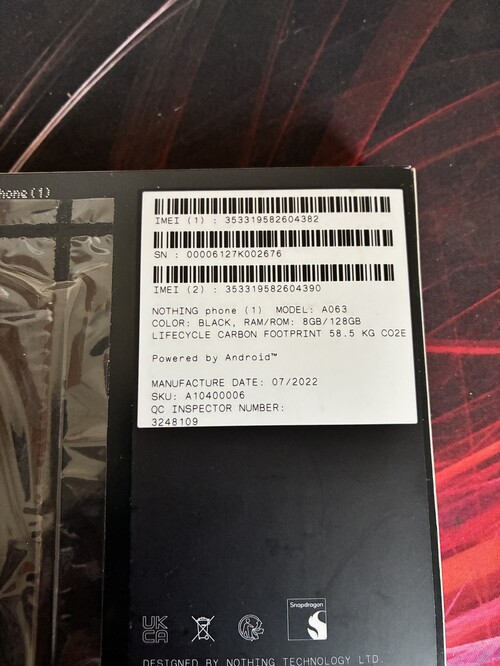 hone(1)
IMEI (1) : 353319582604382
SN : 00006127K002676
IMEI (2) : 353319582604390
NOTHING phone (1) MODEL: A063
COLOR: BLACK, RAM/ROM: 8GB/128GB
LIFECYCLE CARBON FOOTPRINT 58.5 KG CO2E
Powered by Android™
MANUFACTURE DATE: 07/2022
SKU: A10400006
QC INSPECTOR NUMBER:
3248109
Snapdragon
UK
CA
DESIGNED BY NOTHING TECHNOLOGY LTD.